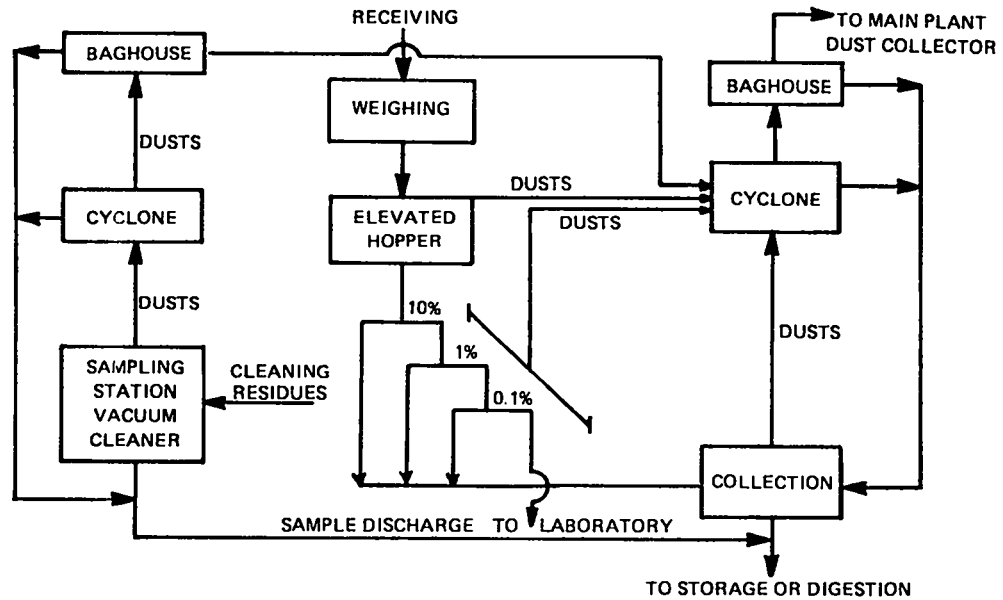 RECEIVING
TO MAIN PLANT
DUST COLLECTOR
BAGHOUSE
WEIGHING
BAGHOUSE
DUSTS
CYCLONE
ELEVATED
HOPPER
DUSTS
DUSTS
CYCLONE
DUSTS
10%
1%
0.1%
DUSTS
SAMPLING
STATION
VACUUM
CLEANER
CLEANING
RESIDUES
COLLECTION
SAMPLE DISCHARGE TO LABORATORY
TO STORAGE OR DIGESTION